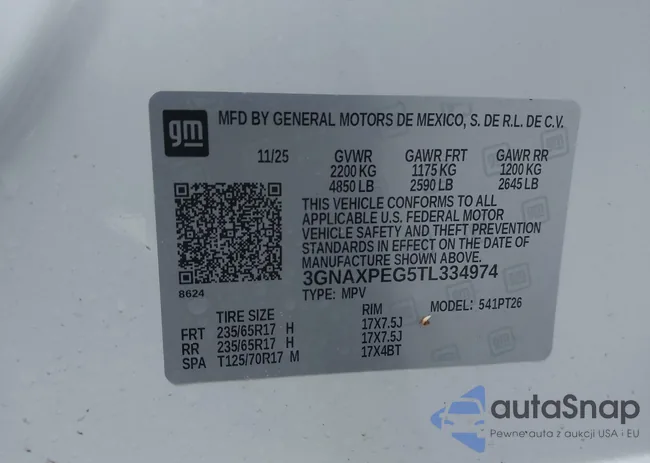 gm
MFD BY GENERAL MOTORS DE MEXICO, S. DE R.L. DE C.V.
11/25 GVWR GAWR FRT GAWR RR
2200 KG 1175 KG 1200 KG
4850 LB 2590 LB 2645 LB
THIS VEHICLE CONFORMS TO ALL
APPLICABLE U.S. FEDERAL MOTOR
VEHICLE SAFETY AND THEFT PREVENTION
STANDARDS IN EFFECT ON THE DATE OF
MANUFACTURE SHOWN ABOVE.
3GNAXPEG5TL334974
8624
TYPE: MPV MODEL: 541PT26
TIRE SIZE RIM
FRT 235/65R17 H 17X7.5J
RR 235/65R17 H 17X7.5J
SPA T125/70R17 M 17X4BT
autaSnap
Pewne auta z aukcji USA i EU